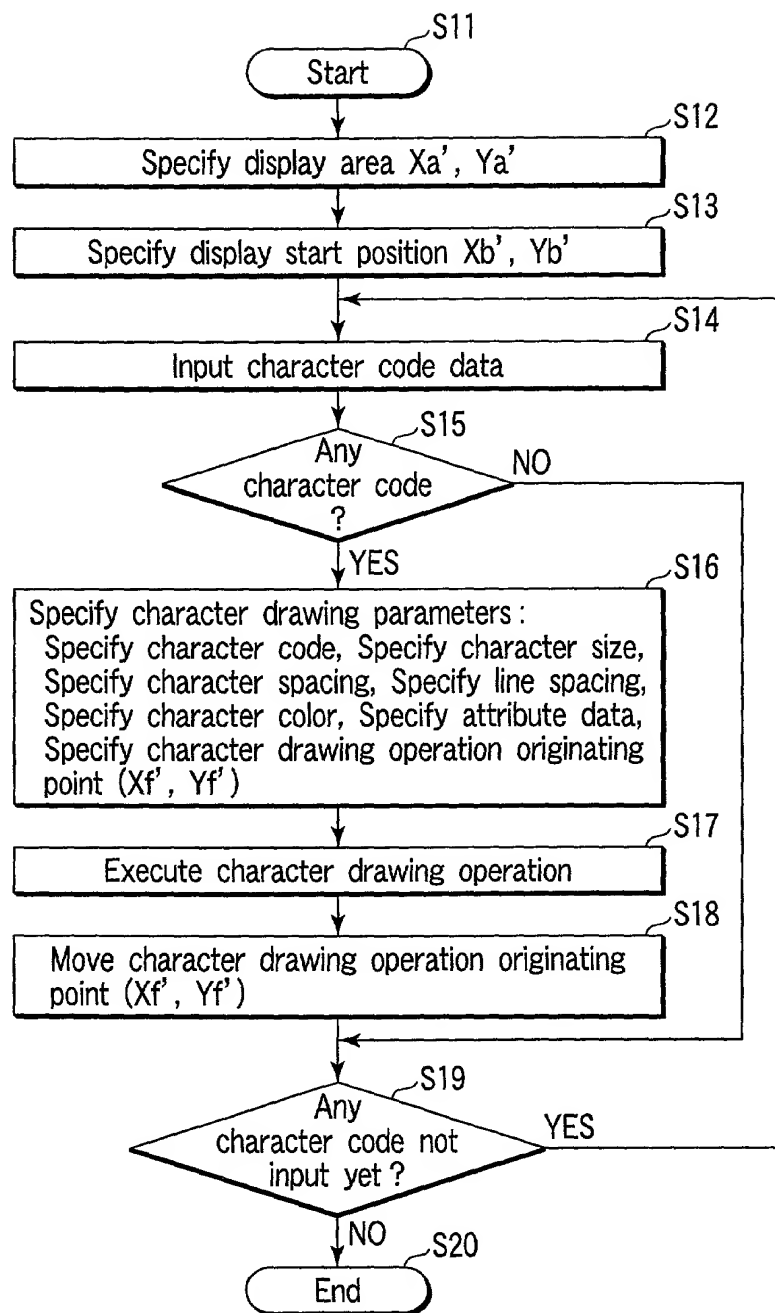 S11
Start
S12
Specify display area Xa', Ya'
S13
Specify display start position Xb', Yb'
S14
Input character code data
S15
Any
character code
?
NO
YES
S16
Specify character drawing parameters :
Specify character code, Specify character size,
Specify character spacing, Specify line spacing,
Specify character color, Specify attribute data,
Specify character drawing operation originating
point (Xf', Yf')
S17
Execute character drawing operation
S18
Move character drawing operation originating
point (Xf', Yf')
S19
Any
character code not
input yet ?
YES
NO
S20
End